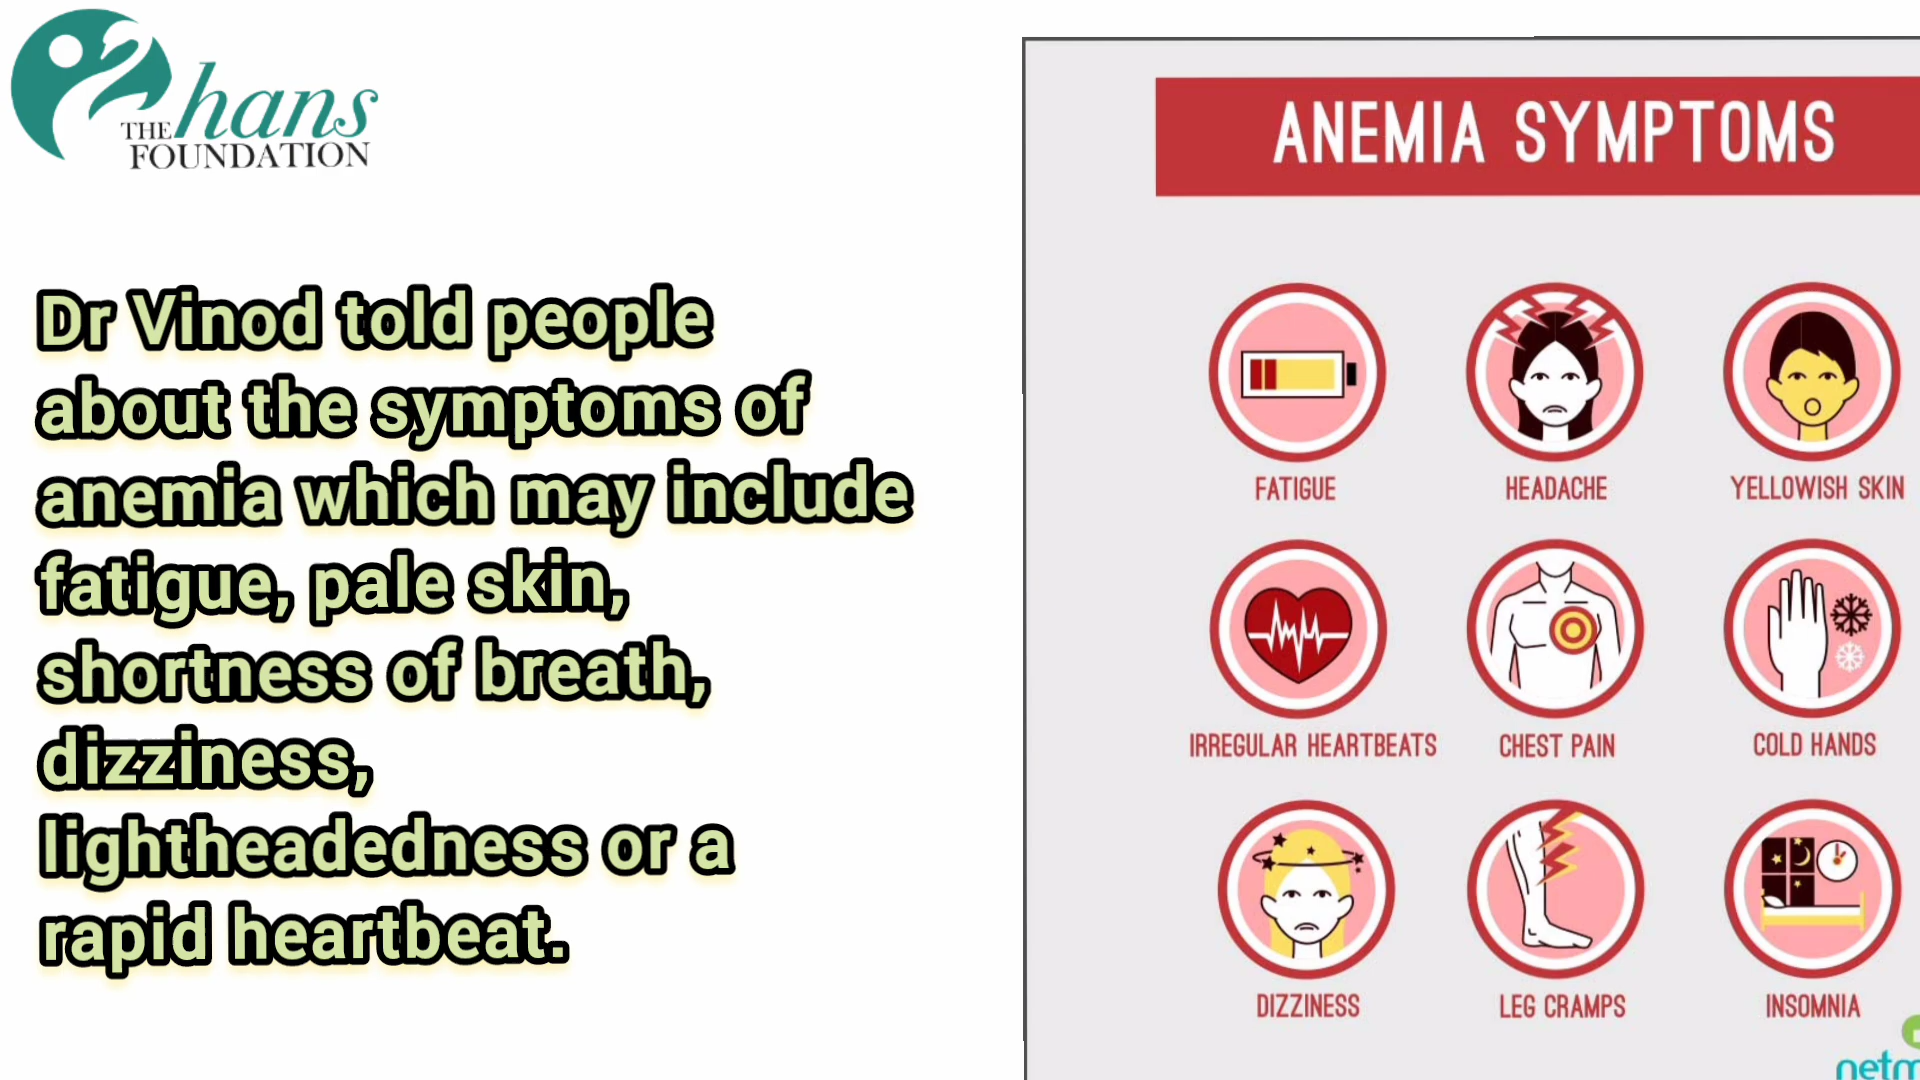 THE hans
FOUNDATION
Dr Vinod told people
about the symptoms of
anemia which may include
fatigue, pale skin,
shortness of breath,
dizziness,
lightheadedness or a
rapid heartbeat.
ANEMIA SYMPTOMS
FATIGUE
HEADACHE
YELLOWISH SKIN
IRREGULAR HEARTBEATS
CHEST PAIN
COLD HANDS
DIZZINESS
LEG CRAMPS
INSOMNIA